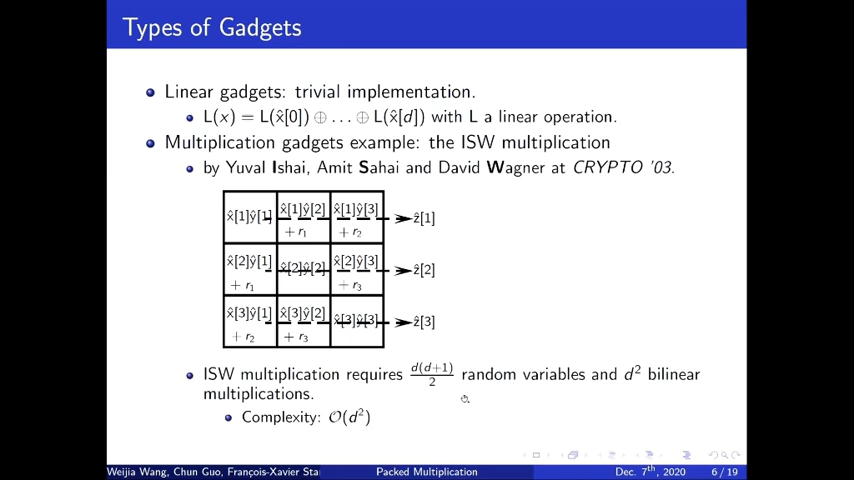 Types of Gadgets
Linear gadgets: trivial implementation.
L(x) = L(x̂[0]) ⊕ … ⊕ L(x̂[d]) with L a linear operation.
Multiplication gadgets example: the ISW multiplication
by Yuval Ishai, Amit Sahai and David Wagner at CRYPTO '03.
x̂[1]ŷ[1] x̂[1]ŷ[2] x̂[1]ŷ[3] ẑ[1]
+ r₁ + r₂
x̂[2]ŷ[1] x̂[2]ŷ[2] x̂[2]ŷ[3] ẑ[2]
+ r₁ + r₃
x̂[3]ŷ[1] x̂[3]ŷ[2] x̂[3]ŷ[3] ẑ[3]
+ r₂ + r₃
ISW multiplication requires d(d+1)/2 random variables and d² bilinear
multiplications.
Complexity: 𝒪(d²)
Weijia Wang, Chun Guo, François-Xavier Sta Packed Multiplication Dec. 7th, 2020 6 / 19